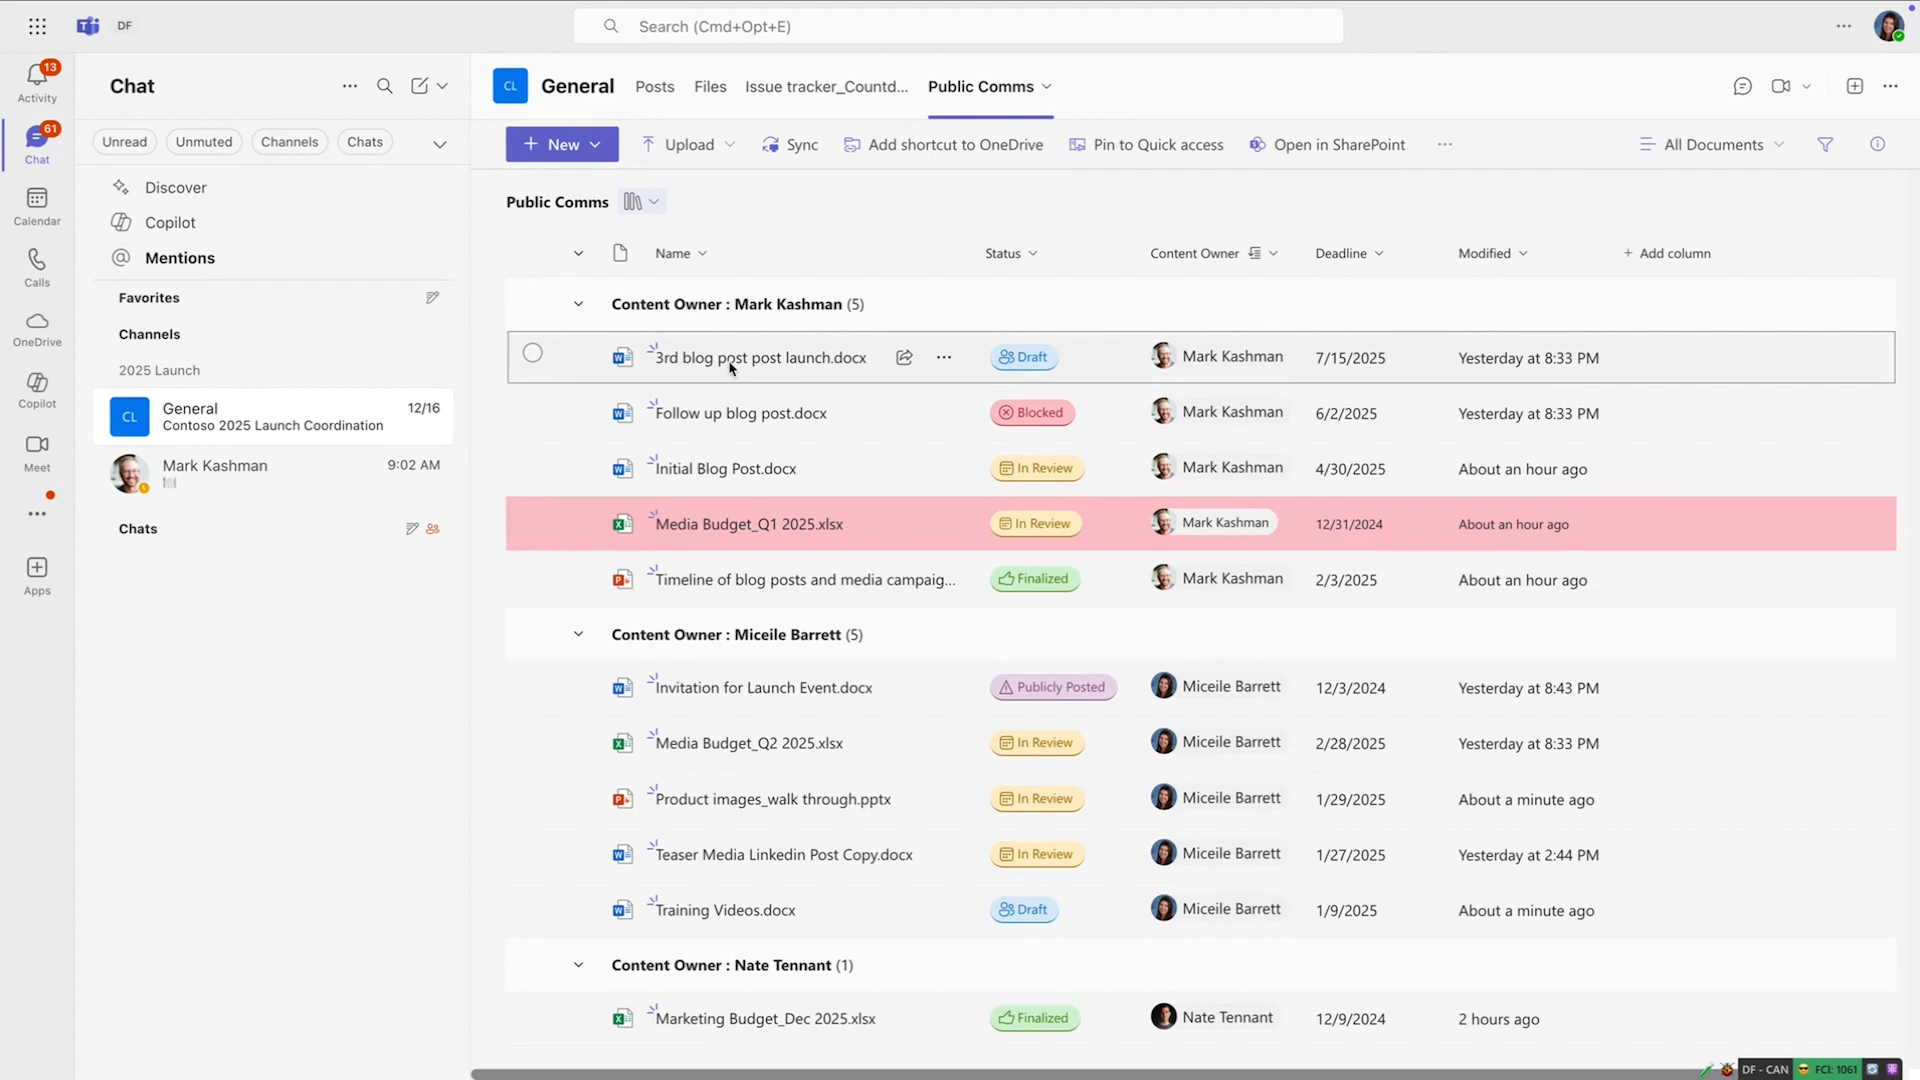 DF
Search (Cmd+Opt+E)
13
Activity
61
Chat
Calendar
Calls
OneDrive
Copilot
Meet
Apps
Chat
Unread
Unmuted
Channels
Chats
Discover
Copilot
Mentions
Favorites
Channels
2025 Launch
CL
General
12/16
Contoso 2025 Launch Coordination
Mark Kashman
9:02 AM
Chats
CL
General
Posts
Files
Issue tracker_Countd...
Public Comms
New
Upload
Sync
Add shortcut to OneDrive
Pin to Quick access
Open in SharePoint
All Documents
Public Comms
Name
Status
Content Owner
Deadline
Modified
+ Add column
Content Owner : Mark Kashman (5)
3rd blog post post launch.docx Draft Mark Kashman 7/15/2025 Yesterday at 8:33 PM
Follow up blog post.docx Blocked Mark Kashman 6/2/2025 Yesterday at 8:33 PM
Initial Blog Post.docx In Review Mark Kashman 4/30/2025 About an hour ago
Media Budget_Q1 2025.xlsx In Review Mark Kashman 12/31/2024 About an hour ago
Timeline of blog posts and media campaig... Finalized Mark Kashman 2/3/2025 About an hour ago
Content Owner : Miceile Barrett (5)
Invitation for Launch Event.docx Publicly Posted Miceile Barrett 12/3/2024 Yesterday at 8:43 PM
Media Budget_Q2 2025.xlsx In Review Miceile Barrett 2/28/2025 Yesterday at 8:33 PM
Product images_walk through.pptx In Review Miceile Barrett 1/29/2025 About a minute ago
Teaser Media Linkedin Post Copy.docx In Review Miceile Barrett 1/27/2025 Yesterday at 2:44 PM
Training Videos.docx Draft Miceile Barrett 1/9/2025 About a minute ago
Content Owner : Nate Tennant (1)
Marketing Budget_Dec 2025.xlsx Finalized Nate Tennant 12/9/2024 2 hours ago
DF - CAN
FCI: 1061